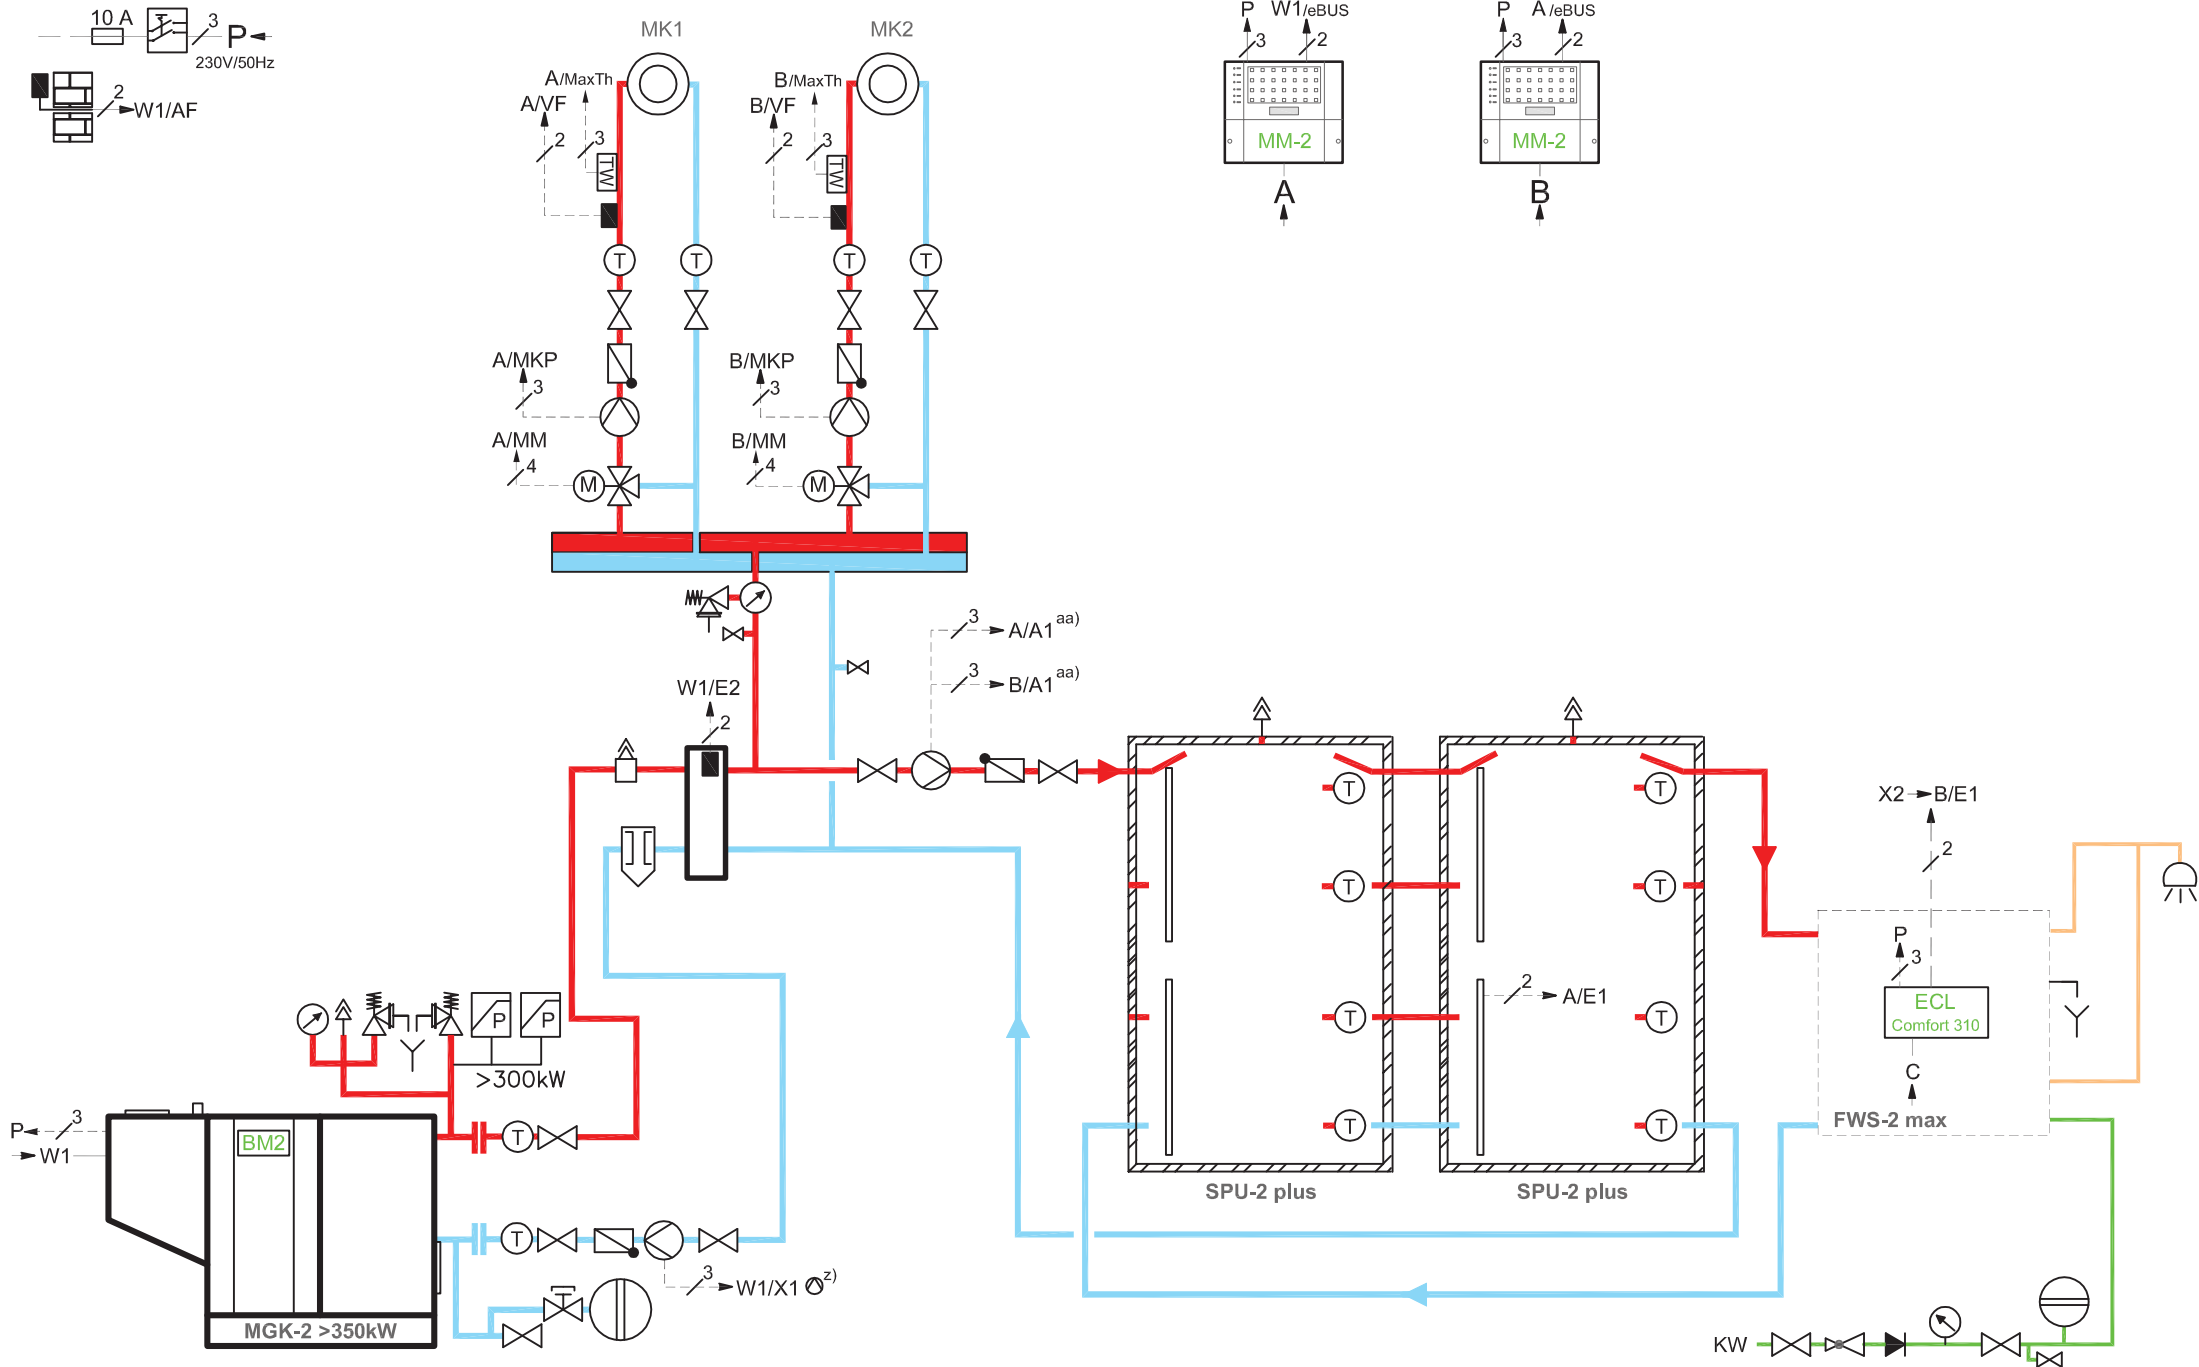 10 A
3
P
230V/50Hz
2
W1/AF
MK1
MK2
A/MaxTh
A/VF
2
3
TW
B/MaxTh
B/VF
2
3
TW
P
W1/eBUS
3
2
MM-2
A
P
A/eBUS
3
2
MM-2
B
T
T
T
T
A/MKP
3
B/MKP
3
A/MM
4
M
B/MM
4
M
3
A/A1 aa)
3
B/A1 aa)
W1/E2
2
T
T
T
T
T
T
T
T
2
A/E1
SPU-2 plus
SPU-2 plus
X2
B/E1
2
P
3
ECL
Comfort 310
C
FWS-2 max
P
P
>300kW
P
3
W1
BM2
T
T
3
W1/X1 z)
MGK-2 >350kW
KW